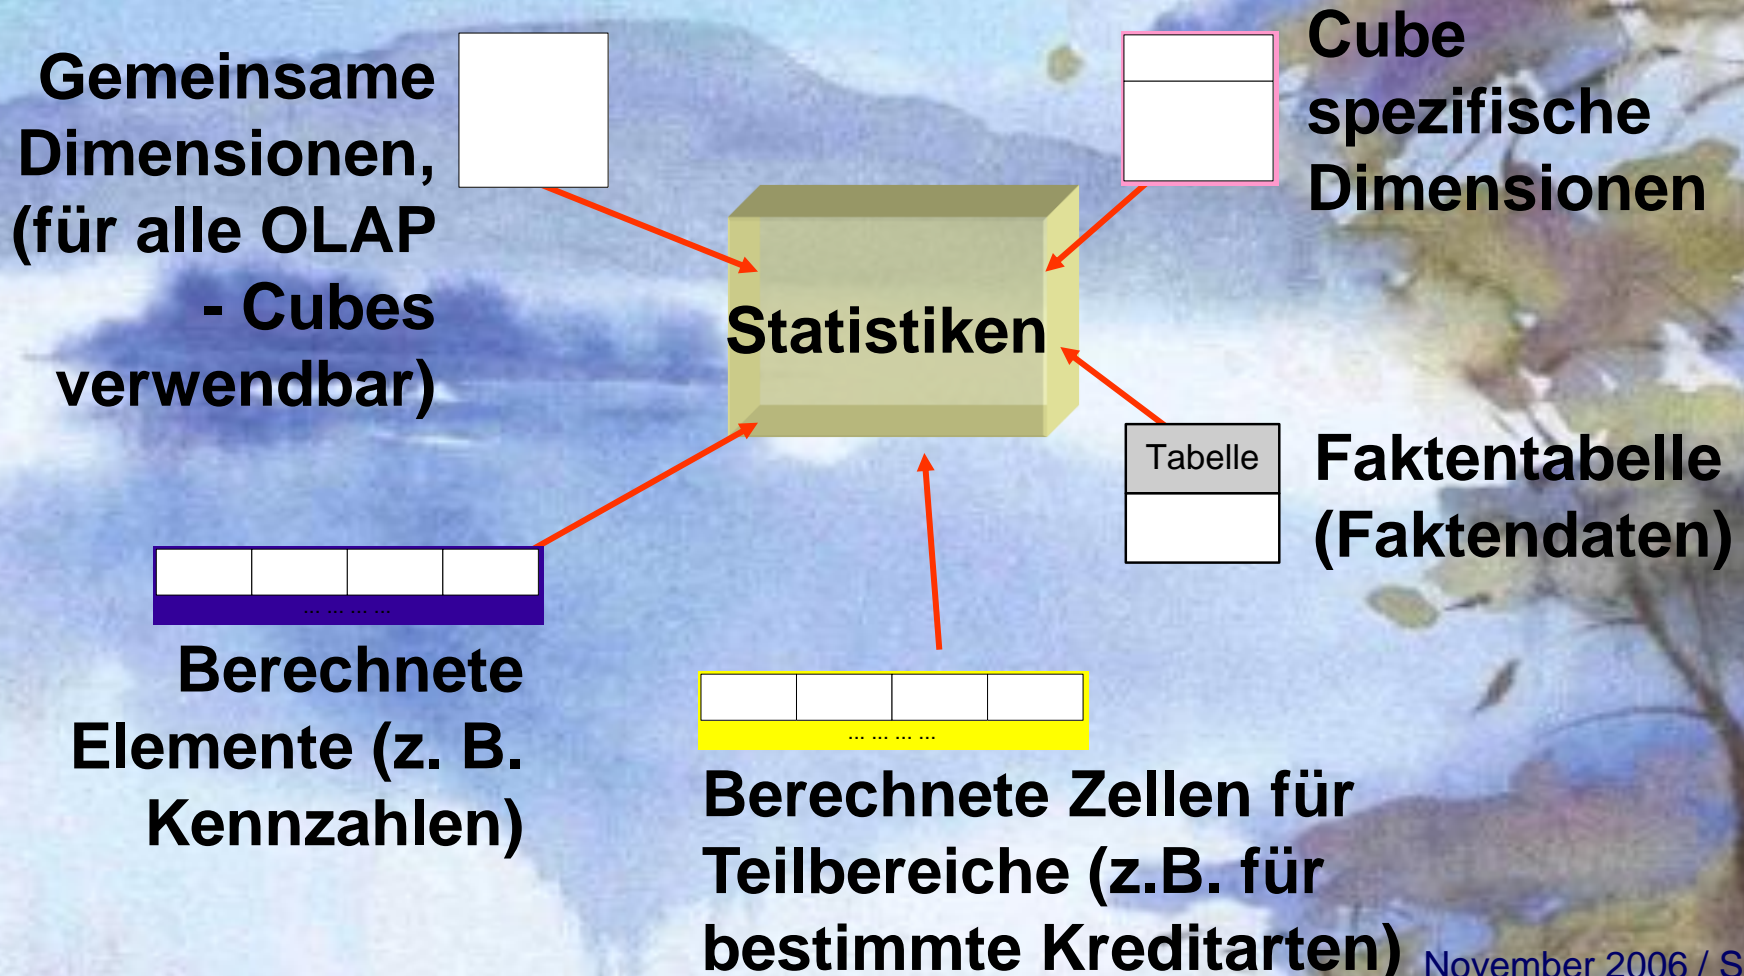 Gemeinsame
Dimensionen,
(für alle OLAP
- Cubes
verwendbar)
Cube
spezifische
Dimensionen
Statistiken
Tabelle
Faktentabelle
(Faktendaten)
... ... ... ...
Berechnete
Elemente (z. B.
Kennzahlen)
... ... ... ...
Berechnete Zellen für
Teilbereiche (z.B. für
bestimmte Kreditarten)
November 2006 / S